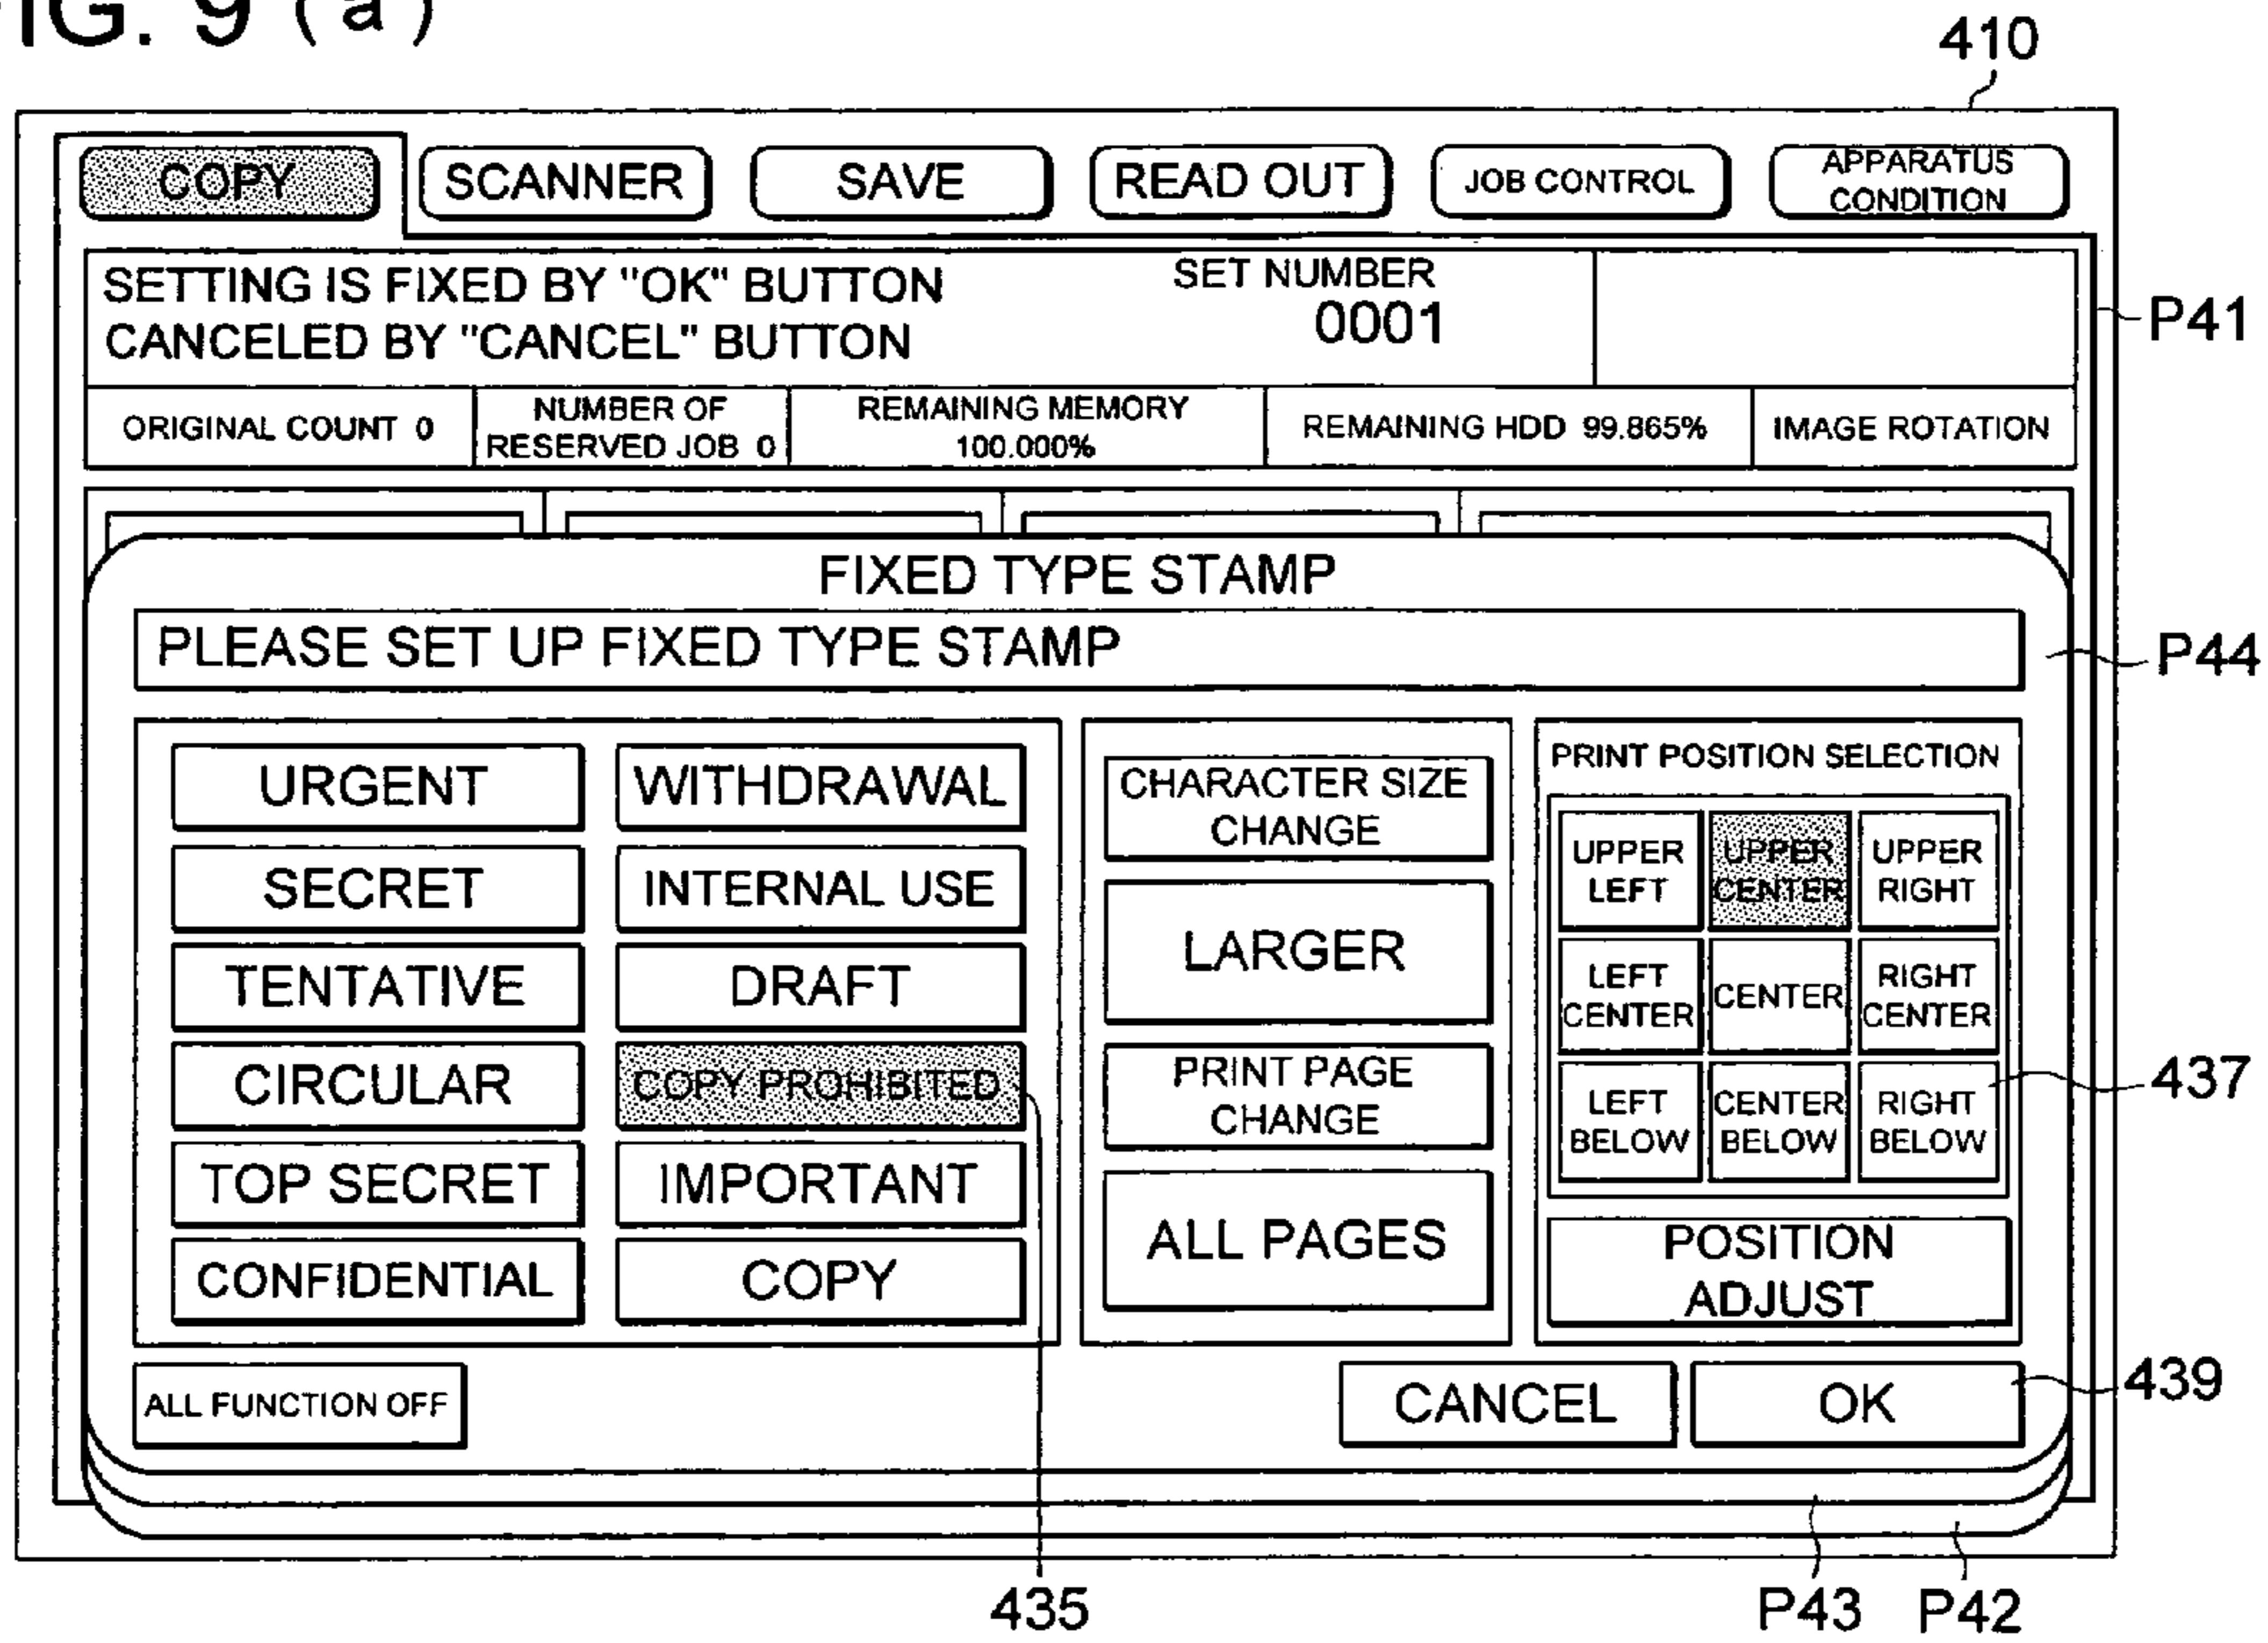 FIG. 9 (a)
410
COPY
SCANNER
SAVE
READ OUT
JOB CONTROL
APPARATUS
CONDITION
SETTING IS FIXED BY "OK" BUTTON
CANCELED BY "CANCEL" BUTTON
SET NUMBER
0001
P41
ORIGINAL COUNT 0
NUMBER OF
RESERVED JOB 0
REMAINING MEMORY
100.000%
REMAINING HDD 99.865%
IMAGE ROTATION
FIXED TYPE STAMP
PLEASE SET UP FIXED TYPE STAMP
P44
URGENT
WITHDRAWAL
SECRET
INTERNAL USE
TENTATIVE
DRAFT
CIRCULAR
COPY PROHIBITED
TOP SECRET
IMPORTANT
CONFIDENTIAL
COPY
CHARACTER SIZE
CHANGE
LARGER
PRINT PAGE
CHANGE
ALL PAGES
PRINT POSITION SELECTION
UPPER
LEFT
UPPER
CENTER
UPPER
RIGHT
LEFT
CENTER
CENTER
RIGHT
CENTER
LEFT
BELOW
CENTER
BELOW
RIGHT
BELOW
437
POSITION
ADJUST
ALL FUNCTION OFF
CANCEL
OK
439
435
P43
P42